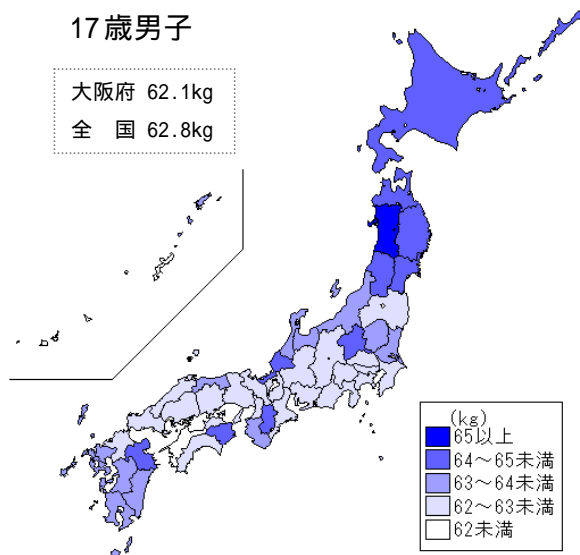 17歳男子
大阪府 62.1kg
全　国 62.8kg
(kg)
65以上
64～65未満
63～64未満
62～63未満
62未満